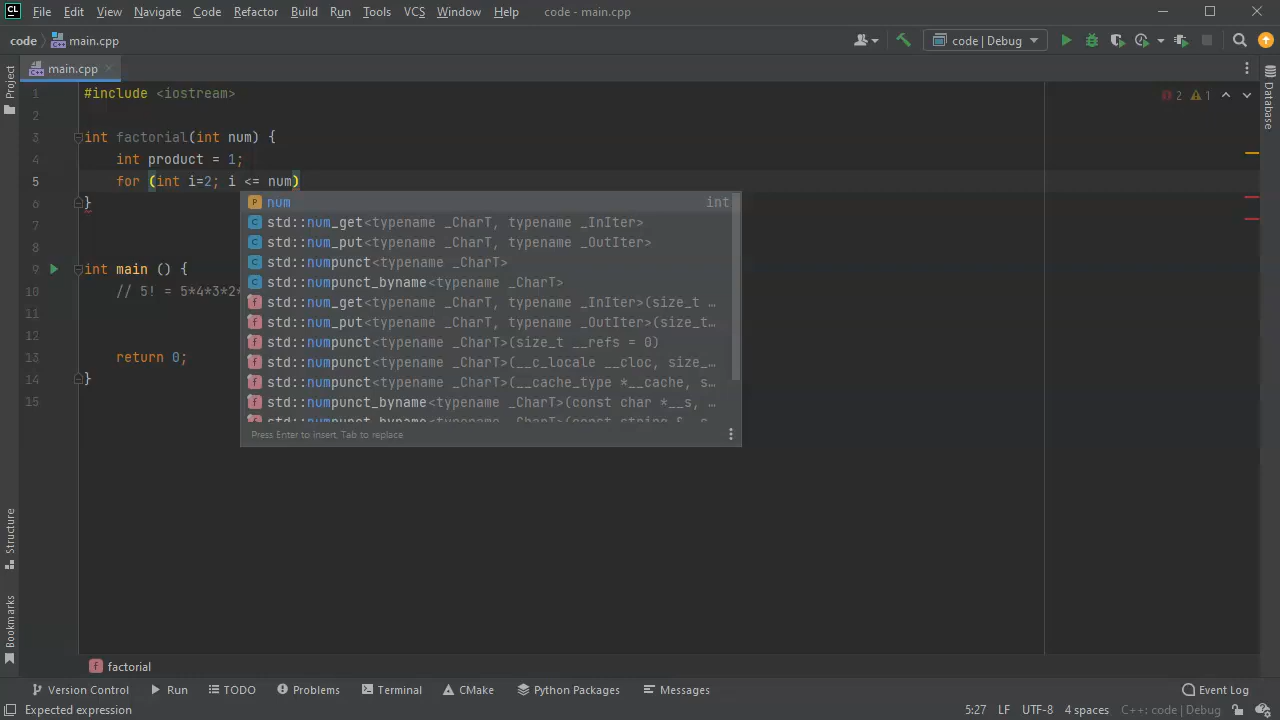 File Edit View Navigate Code Refactor Build Run Tools VCS Window Help code - main.cpp
code main.cpp code | Debug
main.cpp
Project
Database
1 #include <iostream>
2 1
2
3 int factorial(int num) {
4 int product = 1;
5 for (int i=2; i <= num)
6 }
7
8
9 int main () {
10 // 5! = 5*4*3*2*
11
12
13 return 0;
14 }
15
num int
std::num_get<typename _CharT, typename _InIter>
std::num_put<typename _CharT, typename _OutIter>
std::numpunct<typename _CharT>
std::numpunct_byname<typename _CharT>
std::num_get<typename _CharT, typename _InIter>(size_t …
std::num_put<typename _CharT, typename _OutIter>(size_t…
std::numpunct<typename _CharT>(size_t __refs = 0)
std::numpunct<typename _CharT>(__c_locale __cloc, size_…
std::numpunct<typename _CharT>(__cache_type *__cache, s…
std::numpunct_byname<typename _CharT>(const char *__s, …
std::numpunct_byname<typename _CharT>(const string &__s
Press Enter to insert, Tab to replace
Structure
Bookmarks
factorial
Version Control Run TODO Problems Terminal CMake Python Packages Messages Event Log
Expected expression 5:27 LF UTF-8 4 spaces C++: code | Debug